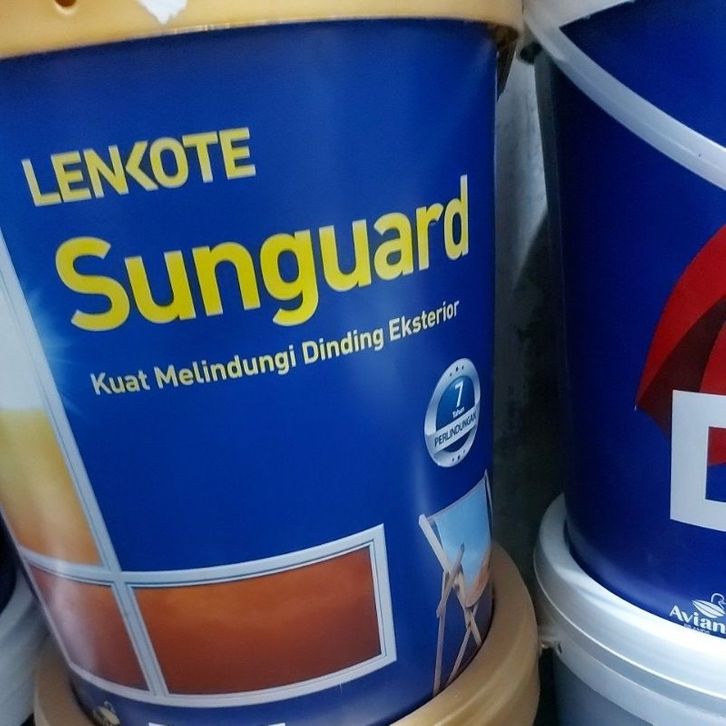 LENKOTE
Sunguard
Kuat Melindungi Dinding Eksterior
7
Tahun
PERLINDUNGAN
Avian